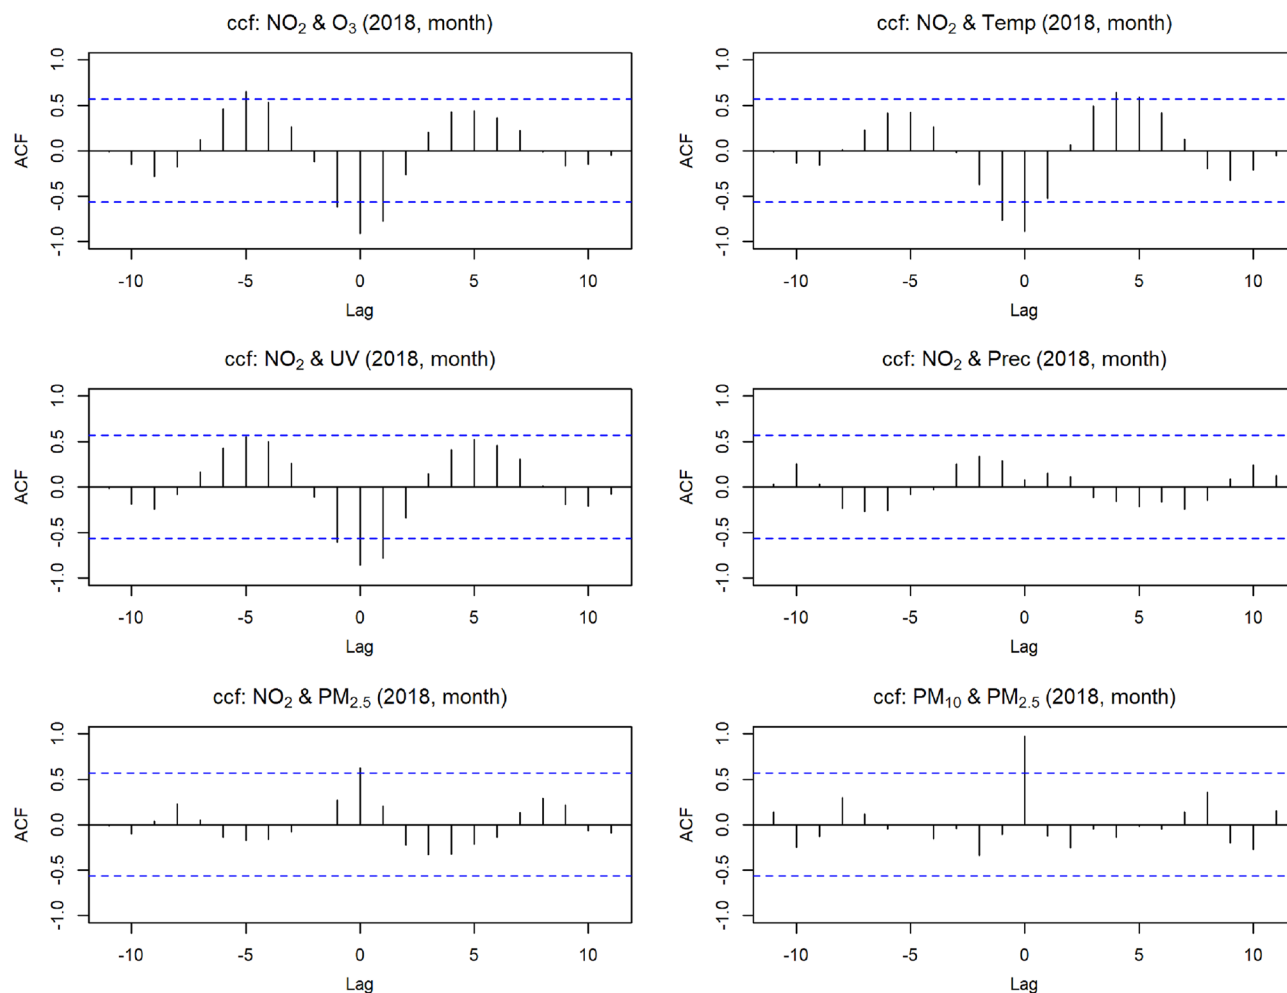 ccf: NO₂ & O₃ (2018, month)
ACF
1.0
0.5
0.0
-0.5
-1.0
-10 -5 0 5 10
Lag
ccf: NO₂ & Temp (2018, month)
ACF
1.0
0.5
0.0
-0.5
-1.0
-10 -5 0 5 10
Lag
ccf: NO₂ & UV (2018, month)
ACF
1.0
0.5
0.0
-0.5
-1.0
-10 -5 0 5 10
Lag
ccf: NO₂ & Prec (2018, month)
ACF
1.0
0.5
0.0
-0.5
-1.0
-10 -5 0 5 10
Lag
ccf: NO₂ & PM₂.₅ (2018, month)
ACF
1.0
0.5
0.0
-0.5
-1.0
-10 -5 0 5 10
Lag
ccf: PM₁₀ & PM₂.₅ (2018, month)
ACF
1.0
0.5
0.0
-0.5
-1.0
-10 -5 0 5 10
Lag